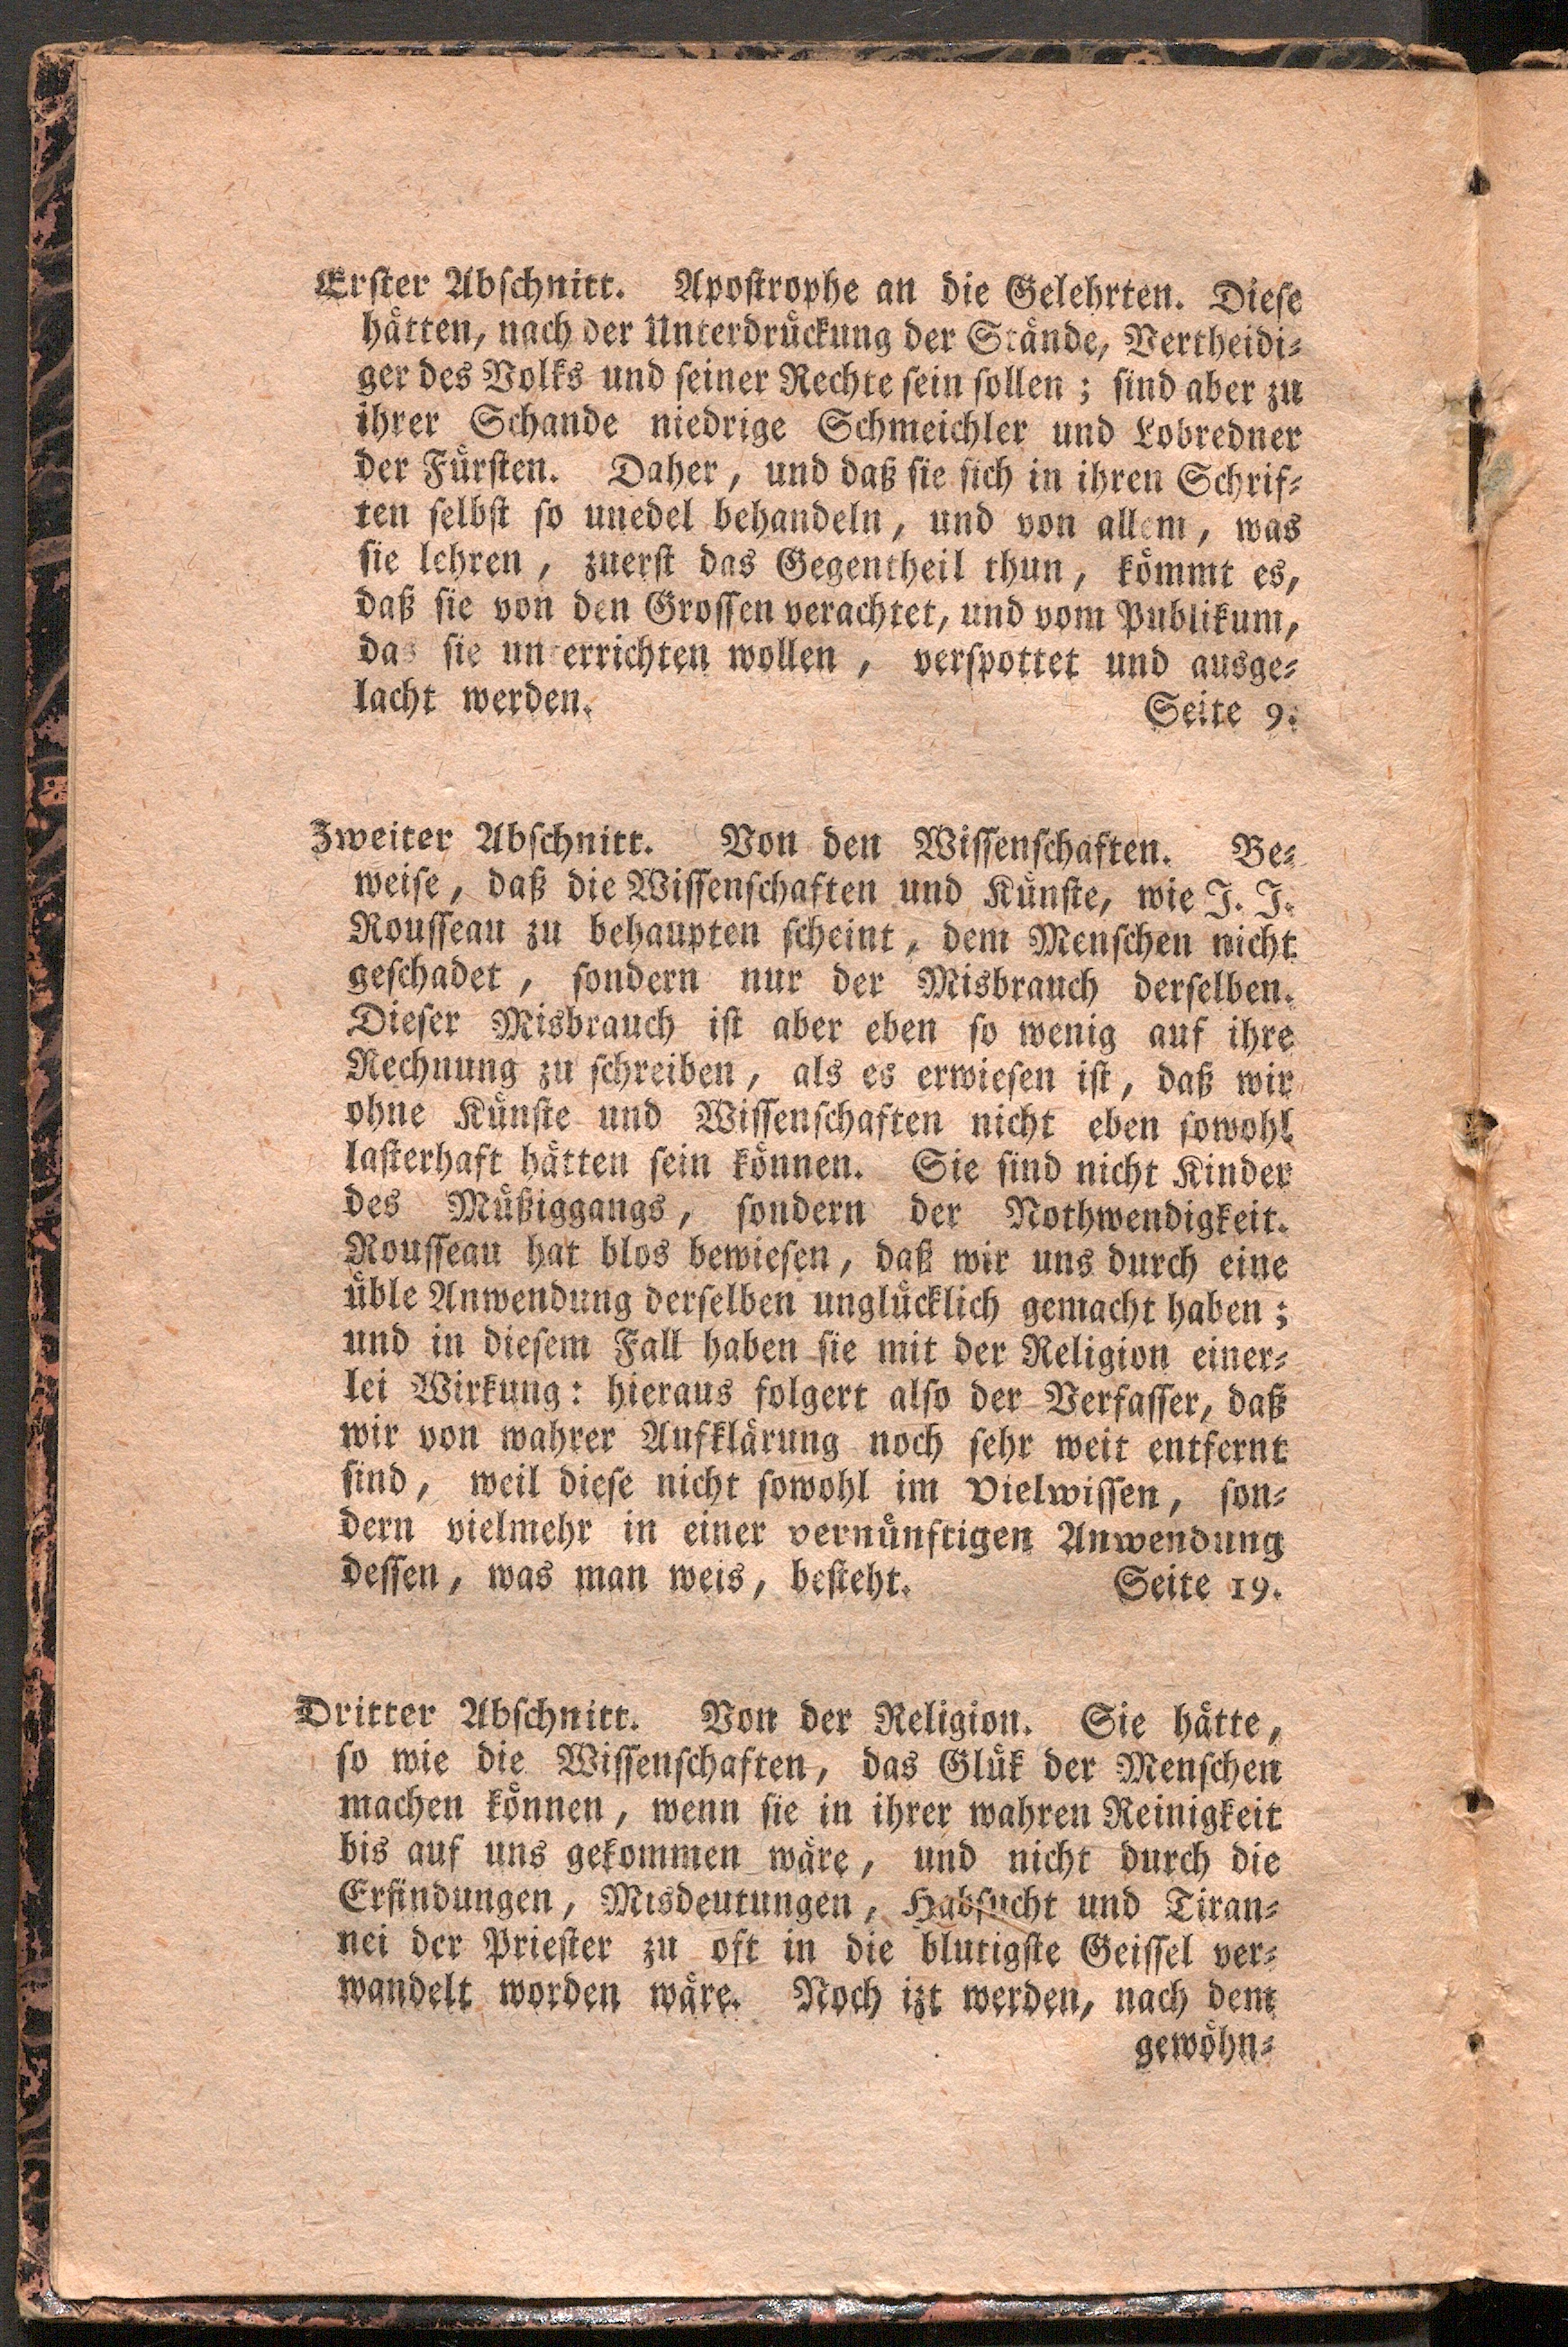 Erster Abschnitt. Apostrophe an die Gelehrten. Diese
hätten, nach der Unterdrückung der Stände, Vertheidi-
ger des Volks und seiner Rechte sein sollen; sind aber zu
ihrer Schande niedrige Schmeichler und Lobredner
der Fürsten. Daher, und daß sie sich in ihren Schrif-
ten selbst so unedel behandeln, und von allem, was
sie lehren, zuerst das Gegentheil thun, kömmt es,
daß sie von den Grossen verachtet, und vom Publikum,
das sie unterrichten wollen, verspottet und ausge-
lacht werden. Seite 9.
Zweiter Abschnitt. Von den Wissenschaften. Be-
weise, daß die Wissenschaften und Künste, wie J. J.
Rousseau zu behaupten scheint, dem Menschen nicht
geschadet, sondern nur der Misbrauch derselben.
Dieser Misbrauch ist aber eben so wenig auf ihre
Rechnung zu schreiben, als es erwiesen ist, daß wir
ohne Künste und Wissenschaften nicht eben sowohl
lasterhaft hätten sein können. Sie sind nicht Kinder
des Müßiggangs, sondern der Nothwendigkeit.
Rousseau hat blos bewiesen, daß wir uns durch eine
üble Anwendung derselben unglücklich gemacht haben;
und in diesem Fall haben sie mit der Religion einer-
lei Wirkung: hieraus folgert also der Verfasser, daß
wir von wahrer Aufklärung noch sehr weit entfernt
sind, weil diese nicht sowohl im Vielwissen, son-
dern vielmehr in einer vernünftigen Anwendung
dessen, was man weis, besteht. Seite 19.
Dritter Abschnitt. Von der Religion. Sie hätte,
so wie die Wissenschaften, das Glük der Menschen
machen können, wenn sie in ihrer wahren Reinigkeit
bis auf uns gekommen wäre, und nicht durch die
Erfindungen, Misdeutungen, Habsucht und Tiran-
nei der Priester zu oft in die blutigste Geissel ver-
wandelt worden wäre. Noch izt werden, nach dem
gewöhn-